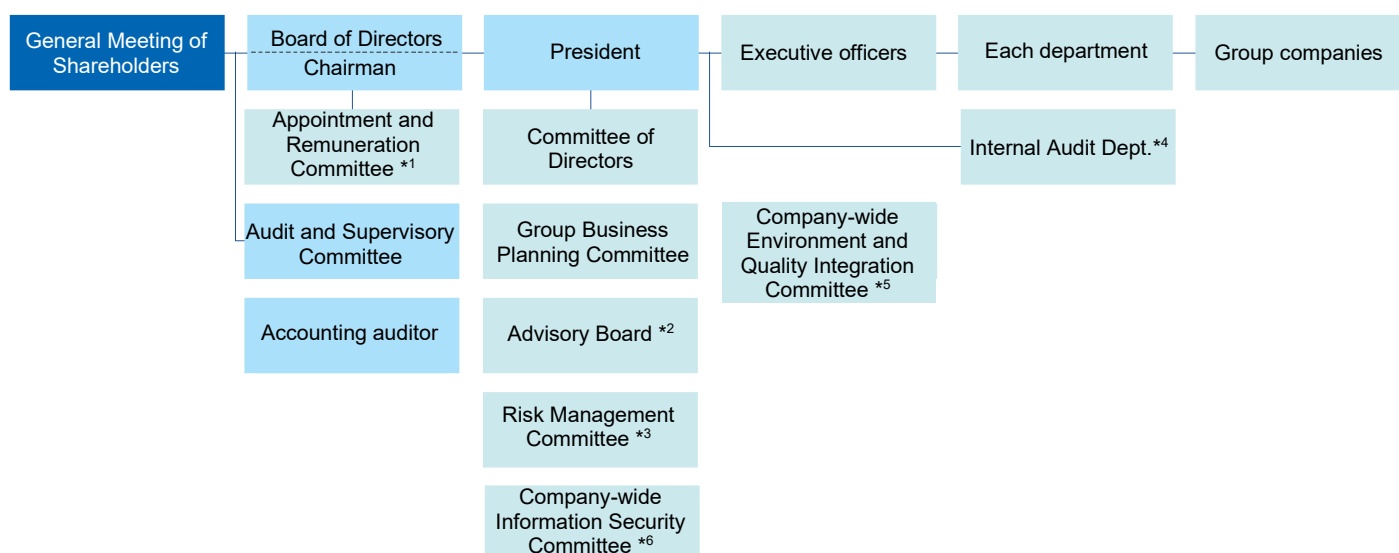 General Meeting of
Shareholders
Board of Directors
Chairman
President
Executive officers
Each department
Group companies
Appointment and
Remuneration
Committee *1
Committee of
Directors
Internal Audit Dept.*4
Audit and Supervisory
Committee
Group Business
Planning Committee
Company-wide
Environment and
Quality Integration
Committee *5
Accounting auditor
Advisory Board *2
Risk Management
Committee *3
Company-wide
Information Security
Committee *6